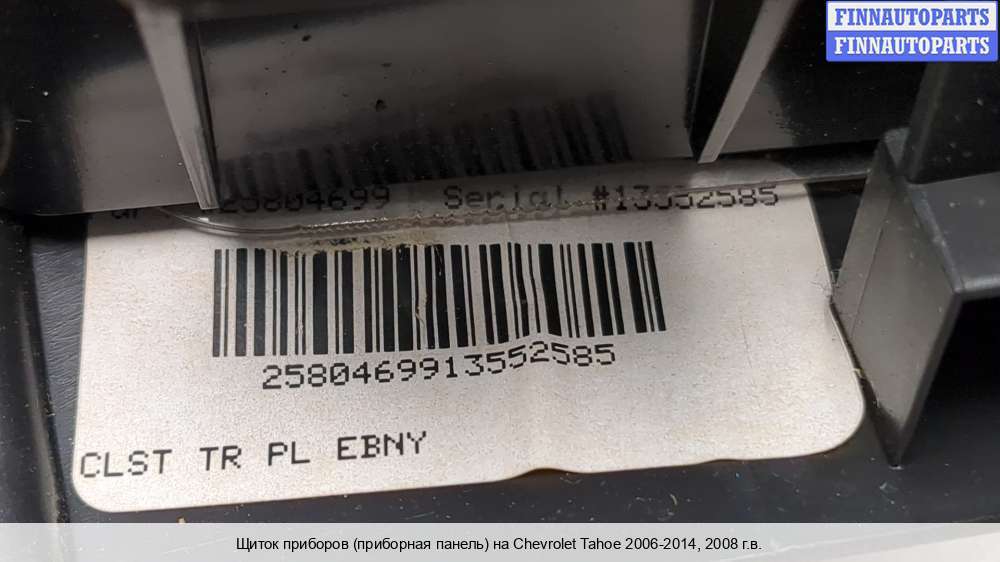 FINNAUTOPARTS
FINNAUTOPARTS
25804699 Serial #13552585
2580469913552585
CLST TR PL EBNY
Щиток приборов (приборная панель) на Chevrolet Tahoe 2006-2014, 2008 г.в.